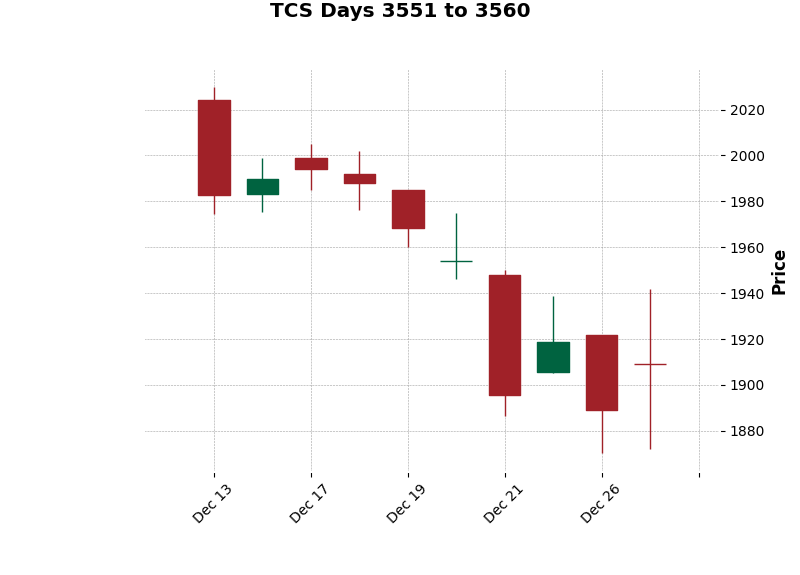 TCS Days 3551 to 3560
2020
2000
1980
1960
1940
1920
1900
1880
Price
Dec 13
Dec 17
Dec 19
Dec 21
Dec 26